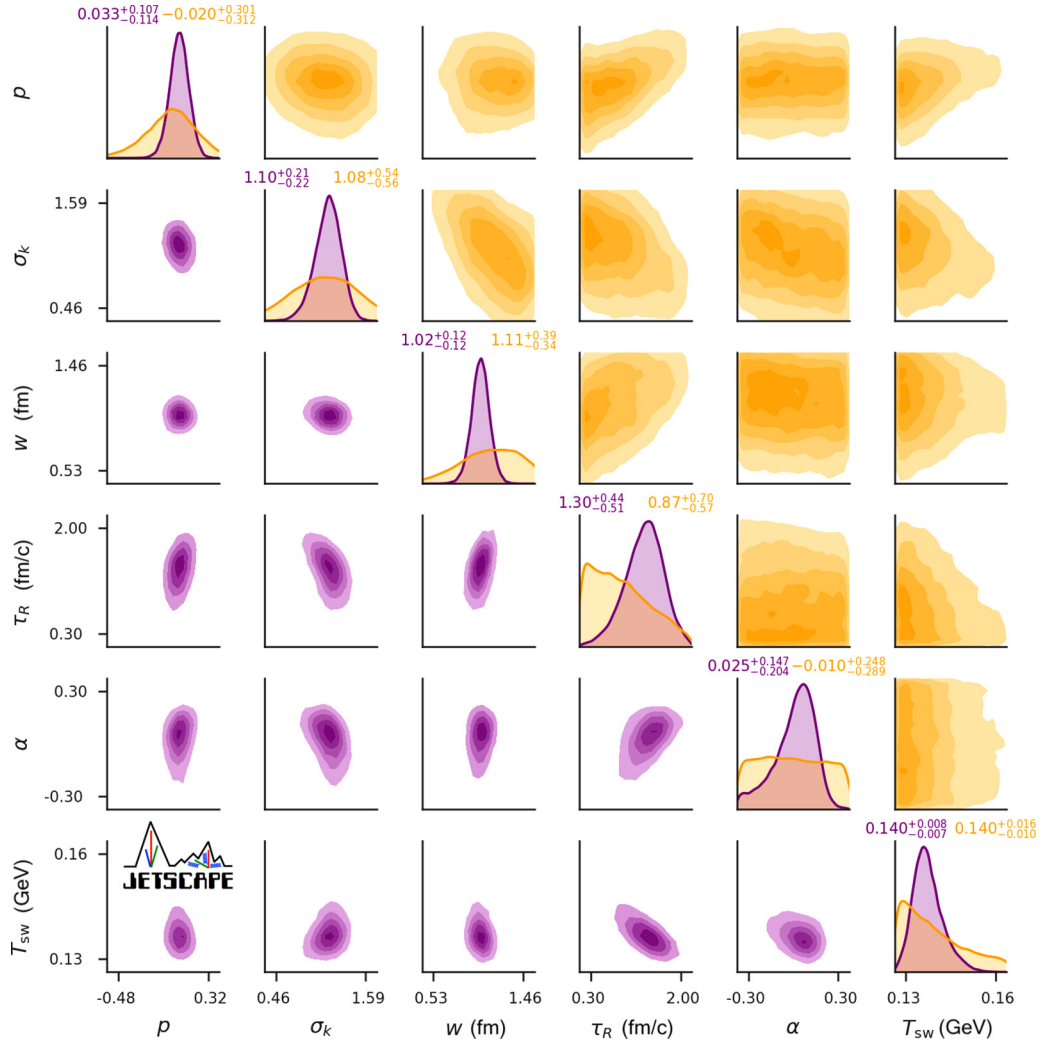 0.033+0.107−0.114 −0.020+0.301−0.312
p
1.10+0.21−0.22 1.08+0.54−0.56
1.59
σk
0.46
1.02+0.12−0.12 1.11+0.39−0.34
1.46
w (fm)
0.53
1.30+0.44−0.51 0.87+0.70−0.57
2.00
τR (fm/c)
0.30
0.025+0.147−0.204 −0.010+0.248−0.289
0.30
α
-0.30
0.140+0.008−0.007 0.140+0.016−0.010
0.16
JETSCAPE
Tsw (GeV)
0.13
-0.48 0.32 0.46 1.59 0.53 1.46 0.30 2.00 -0.30 0.30 0.13 0.16
p σk w (fm) τR (fm/c) α Tsw (GeV)